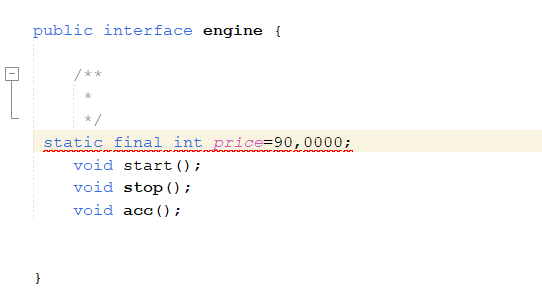 public interface engine {
/**
*
*/
static final int price=90,0000;
void start();
void stop();
void acc();
}